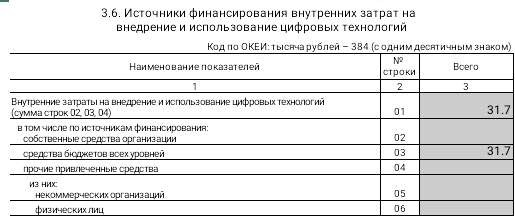 3.6. Источники финансирования внутренних затрат на
внедрение и использование цифровых технологий
Код по ОКЕИ: тысяча рублей – 384 (с одним десятичным знаком)
Наименование показателей № строки Всего
1 2 3
Внутренние затраты на внедрение и использование цифровых технологий
(сумма строк 02, 03, 04) 01 31.7
в том числе по источникам финансирования:
собственные средства организации 02
средства бюджетов всех уровней 03 31.7
прочие привлеченные средства 04
из них:
некоммерческих организаций 05
физических лиц 06